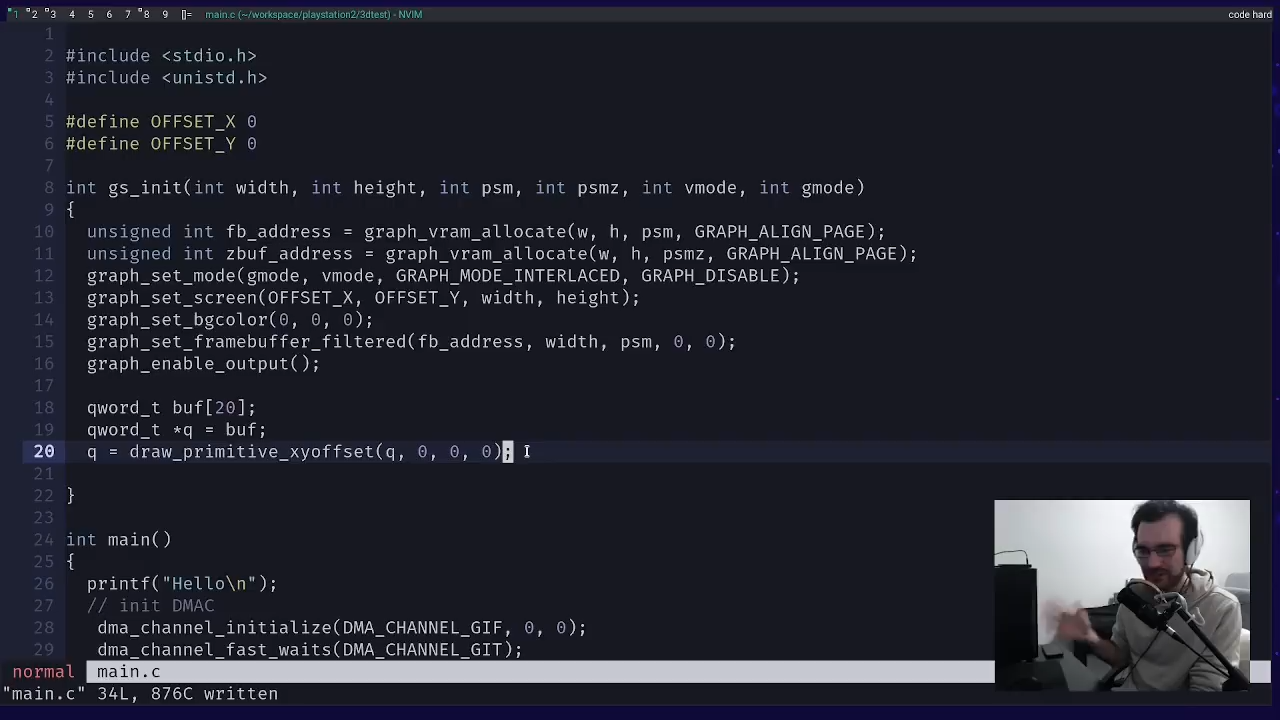 1 2 3 4 5 6 7 8 9 []= main.c (~/workspace/playstation2/3dtest) - NVIM code hard
1
2 #include <stdio.h>
3 #include <unistd.h>
4
5 #define OFFSET_X 0
6 #define OFFSET_Y 0
7
8 int gs_init(int width, int height, int psm, int psmz, int vmode, int gmode)
9 {
10 unsigned int fb_address = graph_vram_allocate(w, h, psm, GRAPH_ALIGN_PAGE);
11 unsigned int zbuf_address = graph_vram_allocate(w, h, psmz, GRAPH_ALIGN_PAGE);
12 graph_set_mode(gmode, vmode, GRAPH_MODE_INTERLACED, GRAPH_DISABLE);
13 graph_set_screen(OFFSET_X, OFFSET_Y, width, height);
14 graph_set_bgcolor(0, 0, 0);
15 graph_set_framebuffer_filtered(fb_address, width, psm, 0, 0);
16 graph_enable_output();
17
18 qword_t buf[20];
19 qword_t *q = buf;
20 q = draw_primitive_xyoffset(q, 0, 0, 0);
21
22 }
23
24 int main()
25 {
26 printf("Hello\n");
27 // init DMAC
28 dma_channel_initialize(DMA_CHANNEL_GIF, 0, 0);
29 dma_channel_fast_waits(DMA_CHANNEL_GIT);
normal main.c
"main.c" 34L, 876C written